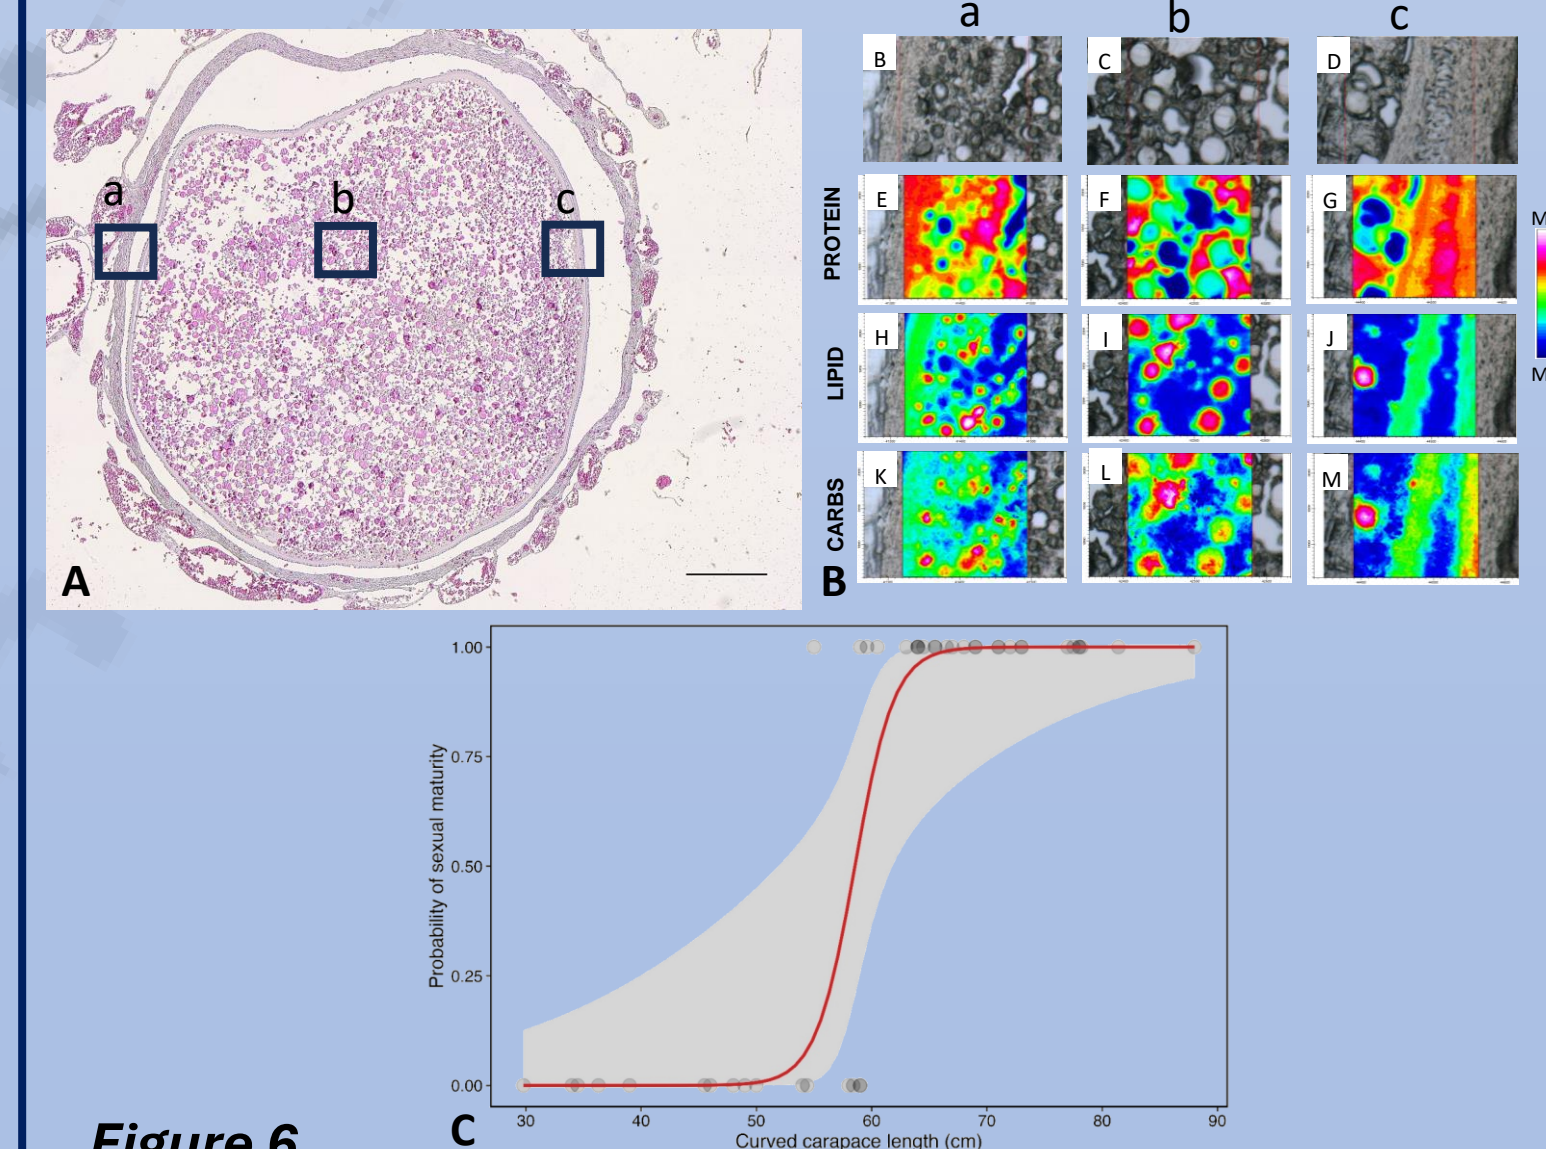 a b c
a
b
c
A
B C D
PROTEIN
E F G
M
LIPID
H I J
M
CARBS
K L M
B
Probability of sexual maturity
1.00
0.75
0.50
0.25
0.00
30 40 50 60 70 80 90
Curved carapace length (cm)
C
Figure 6